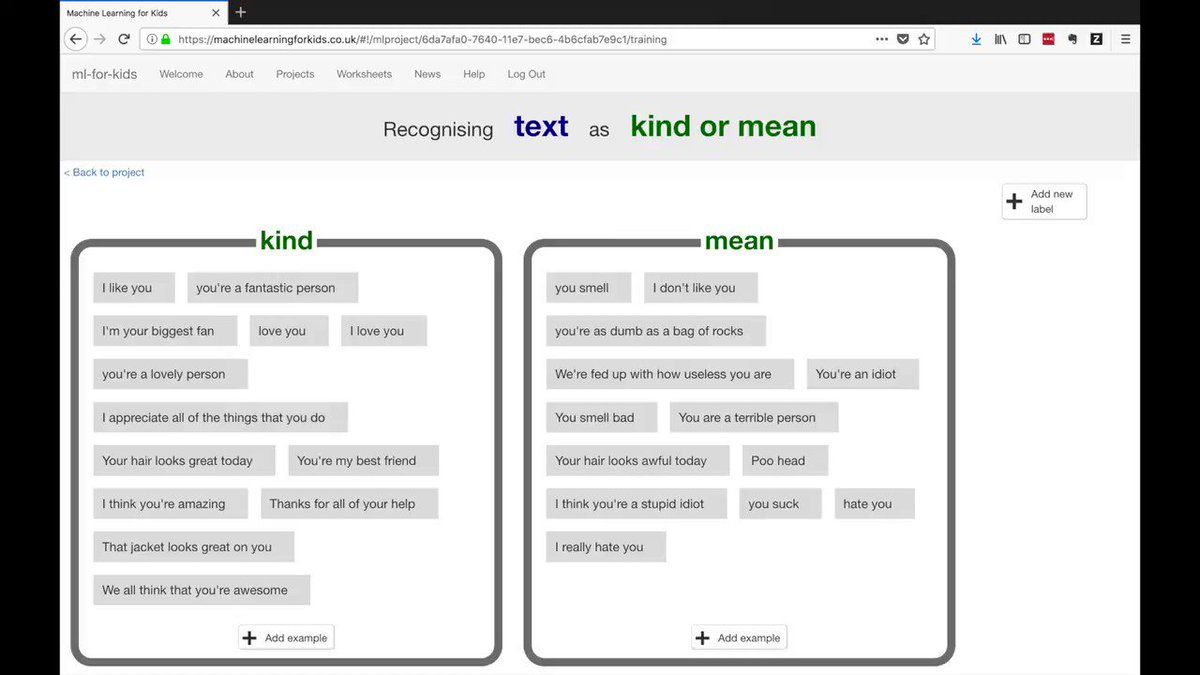 Machine Learning for Kids
https://machinelearningforkids.co.uk/#!/mlproject/6da7afa0-7640-11e7-bec6-4b6cfab7e9c1/training
ml-for-kids Welcome About Projects Worksheets News Help Log Out
Recognising text as kind or mean
< Back to project
Add new
label
kind
I like you you're a fantastic person
I'm your biggest fan love you I love you
you're a lovely person
I appreciate all of the things that you do
Your hair looks great today You're my best friend
I think you're amazing Thanks for all of your help
That jacket looks great on you
We all think that you're awesome
Add example
mean
you smell I don't like you
you're as dumb as a bag of rocks
We're fed up with how useless you are You're an idiot
You smell bad You are a terrible person
Your hair looks awful today Poo head
I think you're a stupid idiot you suck hate you
I really hate you
Add example